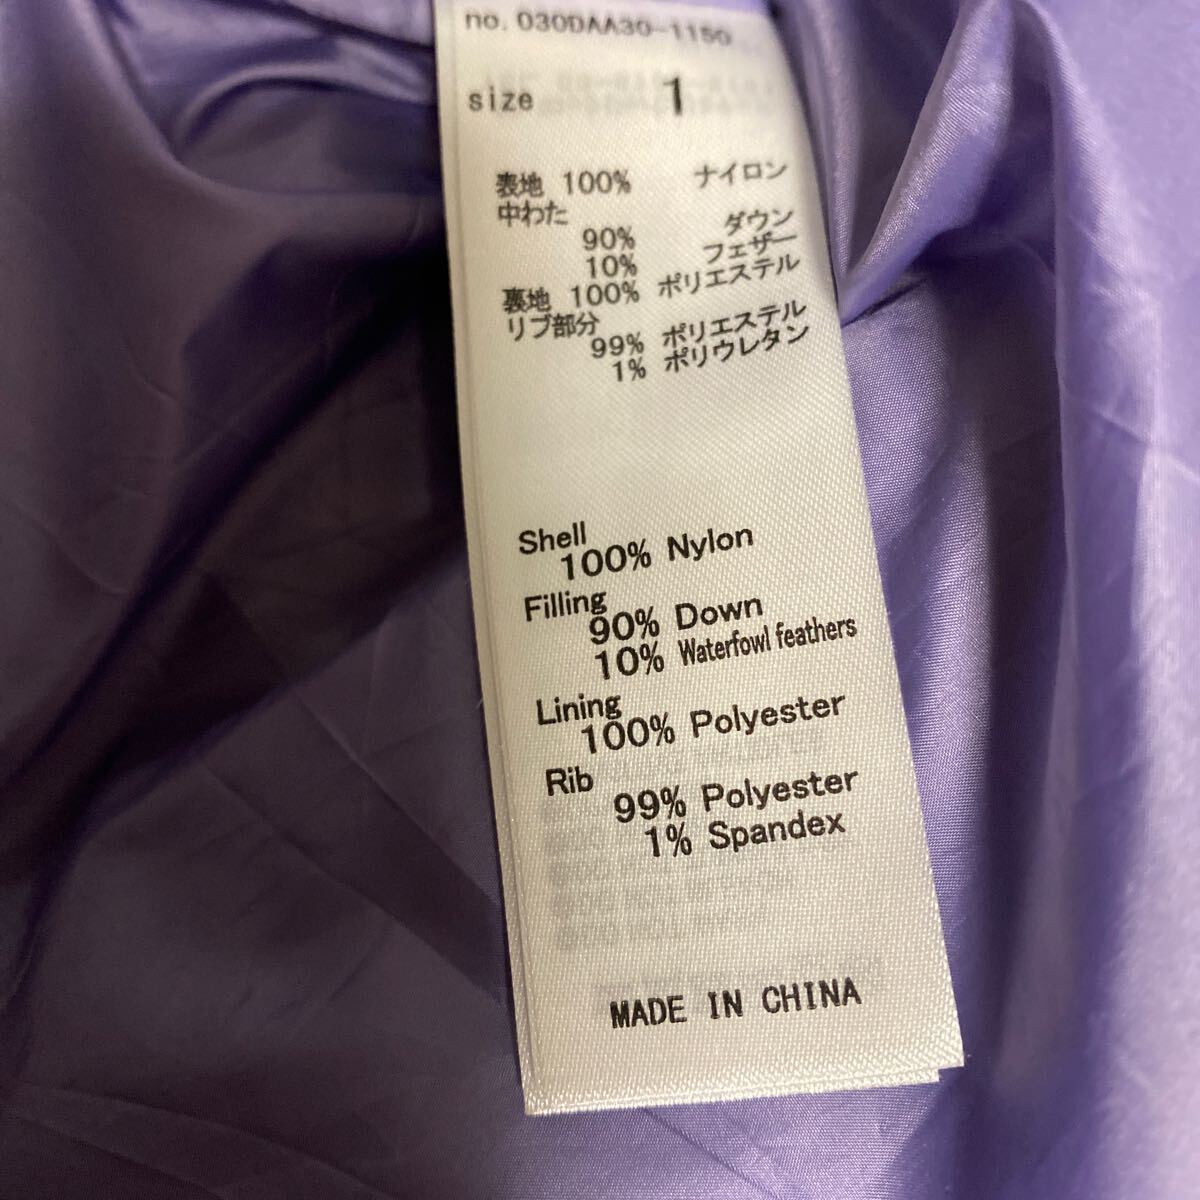 no. 030DAA30-1150
size 1
表地 100% ナイロン
中わた
90% ダウン
10% フェザー
裏地 100% ポリエステル
リブ部分
99% ポリエステル
1% ポリウレタン
Shell
100% Nylon
Filling
90% Down
10% Waterfowl feathers
Lining
100% Polyester
Rib
99% Polyester
1% Spandex
MADE IN CHINA